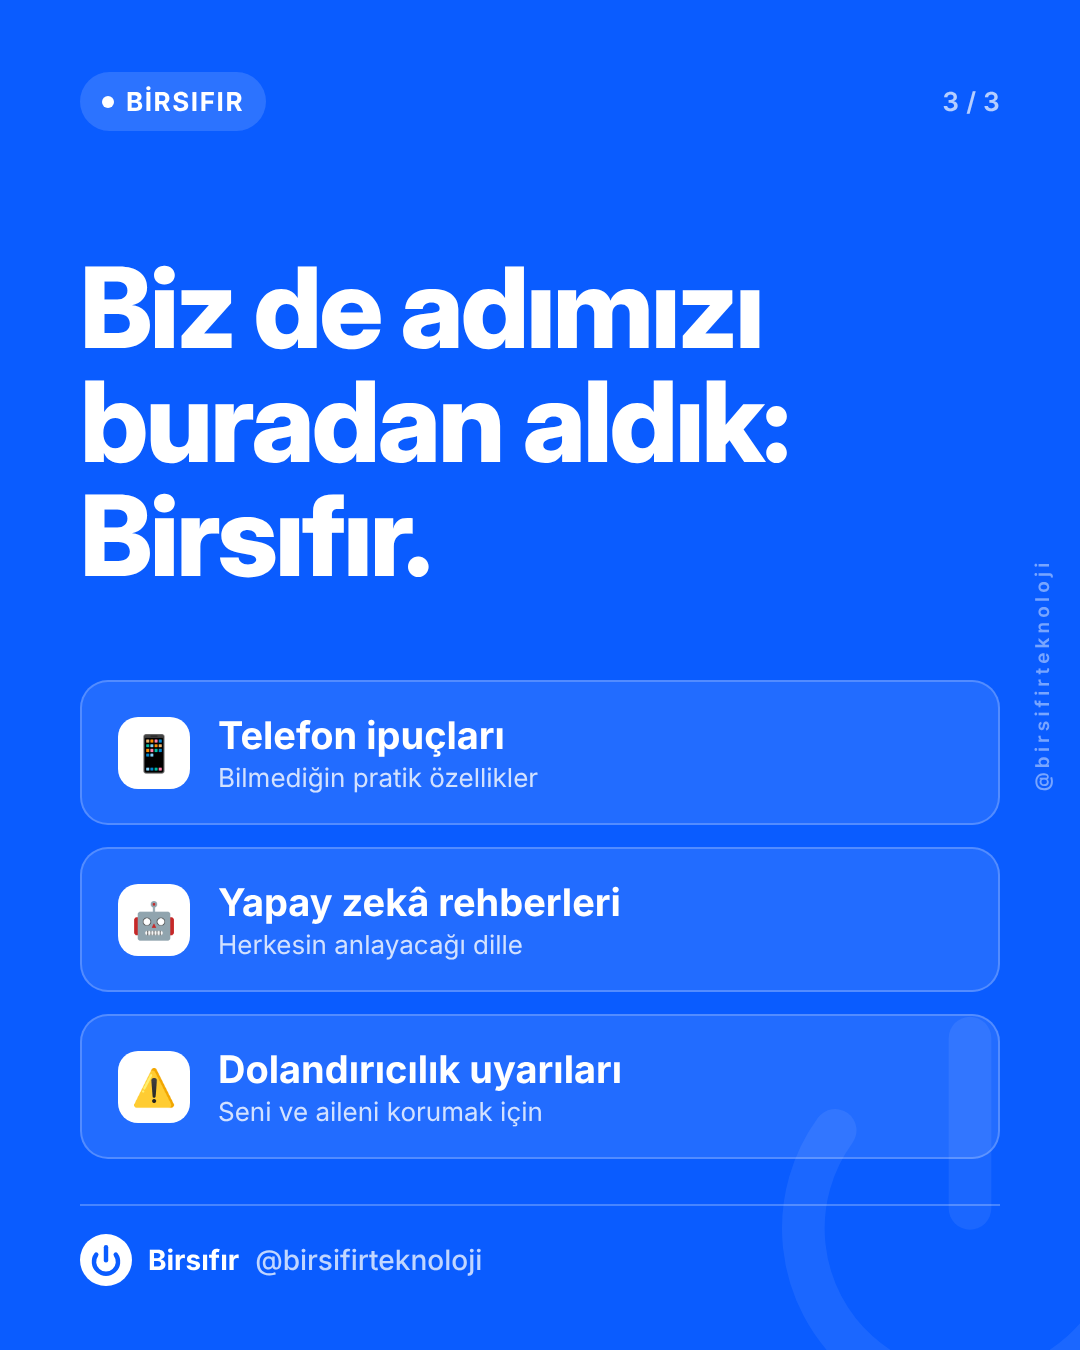 BİRSIFIR
3 / 3
Biz de adımızı
buradan aldık:
Birsıfır.
@birsifirteknoloji
Telefon ipuçları
Bilmediğin pratik özellikler
Yapay zekâ rehberleri
Herkesin anlayacağı dille
Dolandırıcılık uyarıları
Seni ve aileni korumak için
Birsıfır @birsifirteknoloji